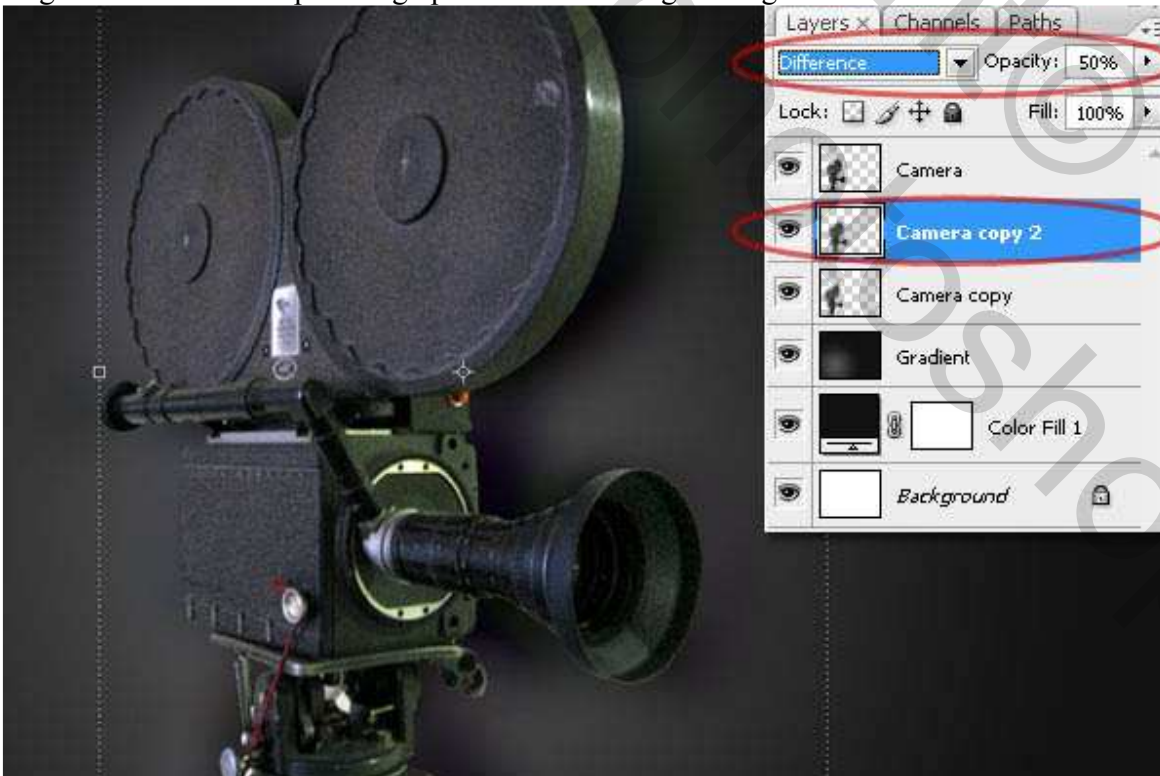 Layers × Channels Paths
Difference Opacity: 50%
Lock: Fill: 100%
Camera
Camera copy 2
Camera copy
Gradient
Color Fill 1
Background